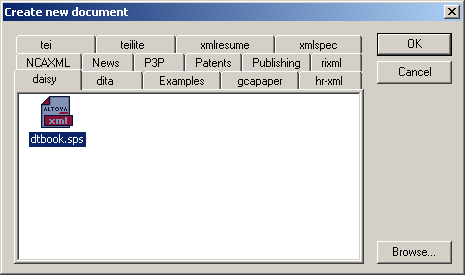 Create new document
tei teilite xmlresume xmlspec
NCAXML News P3P Patents Publishing rixml
daisy dita Examples gcapaper hr-xml
ALTOVA
xml
dtbook.sps
OK
Cancel
Browse...